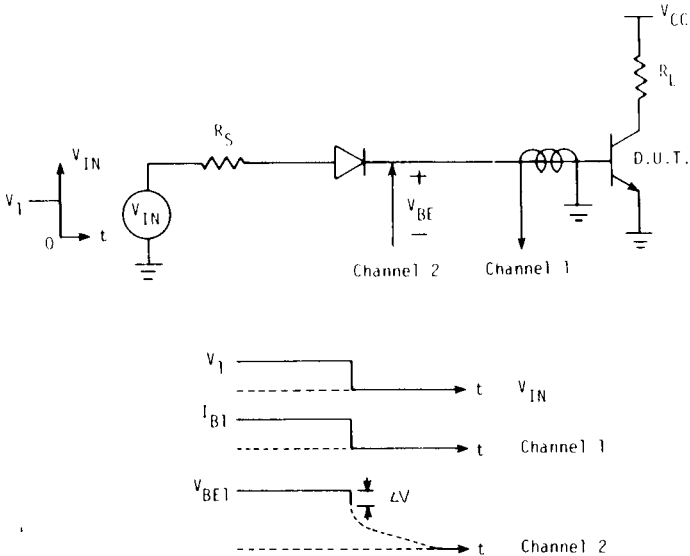 V_CC
R_L
R_S
V_IN
D.U.T.
V_1
V_IN
+
V_BE
0
t
−
Channel 2
Channel 1
V_1
t
V_IN
I_B1
t
Channel 1
V_BE1
ΔV
t
Channel 2